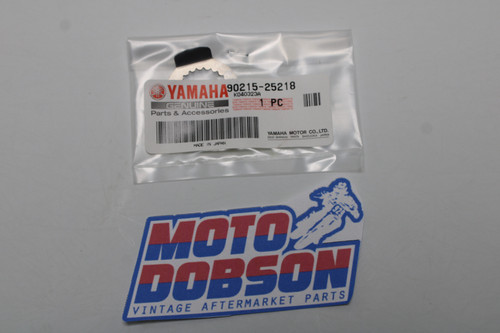 YAMAHA
90215-25218
KOA0323A
GENUINE
1 PC
Parts & Accessories
YAMAHA MOTOR CO.,LTD.
MADE IN JAPAN
MOTO
DOBSON
VINTAGE AFTERMARKET PARTS